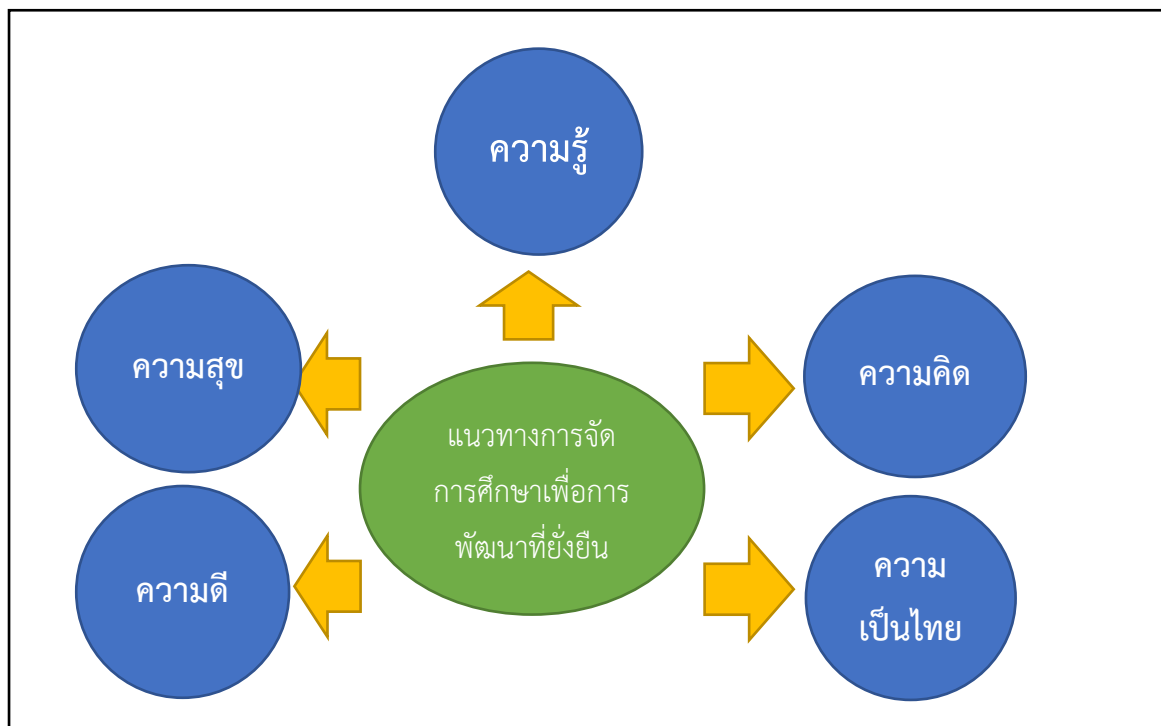 ความรู้
ความสุข
ความคิด
แนวทางการจัด
การศึกษาเพื่อการ
พัฒนาที่ยั่งยืน
ความดี
ความ
เป็นไทย